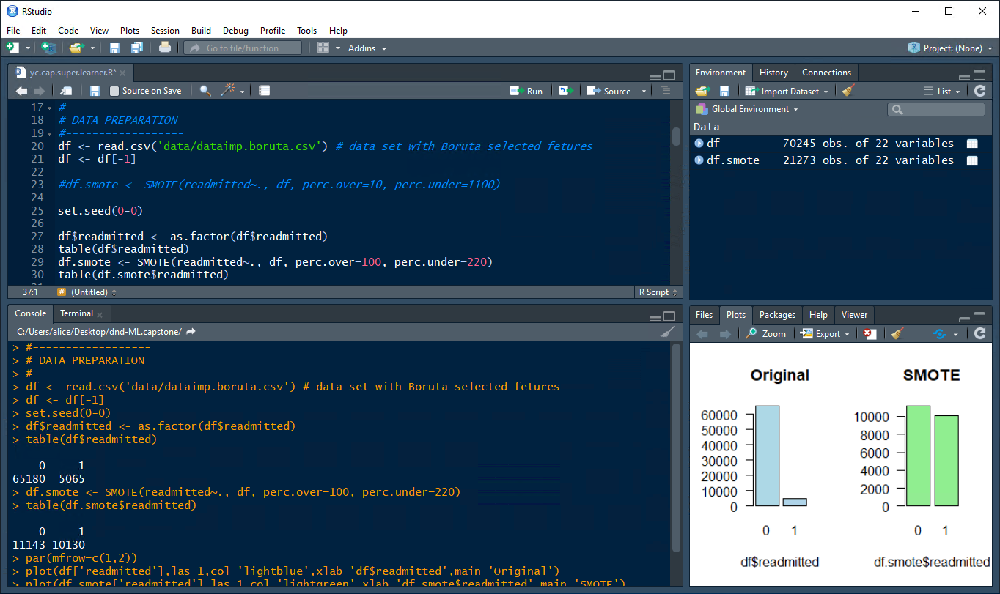 RStudio
File Edit Code View Plots Session Build Debug Profile Tools Help
Go to file/function Addins Project: (None)
yc.cap.super.learner.R*
Source on Save Run Source
17 #------------------
18 # DATA PREPARATION
19 #------------------
20 df <- read.csv('data/dataimp.boruta.csv') # data set with Boruta selected fetures
21 df <- df[-1]
22
23 #df.smote <- SMOTE(readmitted~., df, perc.over=10, perc.under=1100)
24
25 set.seed(0-0)
26
27 df$readmitted <- as.factor(df$readmitted)
28 table(df$readmitted)
29 df.smote <- SMOTE(readmitted~., df, perc.over=100, perc.under=220)
30 table(df.smote$readmitted)
37:1 # (Untitled) R Script
Console Terminal
C:/Users/alice/Desktop/dnd-ML.capstone/
> #------------------
> # DATA PREPARATION
> #------------------
> df <- read.csv('data/dataimp.boruta.csv') # data set with Boruta selected fetures
> df <- df[-1]
> set.seed(0-0)
> df$readmitted <- as.factor(df$readmitted)
> table(df$readmitted)
0 1
65180 5065
> df.smote <- SMOTE(readmitted~., df, perc.over=100, perc.under=220)
> table(df.smote$readmitted)
0 1
11143 10130
> par(mfrow=c(1,2))
> plot(df['readmitted'],las=1,col='lightblue',xlab='df$readmitted',main='Original')
> plot(df.smote['readmitted'],las=1,col='lightgreen',xlab='df.smote$readmitted',main='SMOTE')
Environment History Connections
Import Dataset List
Global Environment
Data
df 70245 obs. of 22 variables
df.smote 21273 obs. of 22 variables
Files Plots Packages Help Viewer
Zoom Export
Original
60000
50000
40000
30000
20000
10000
0
0 1
df$readmitted
SMOTE
10000
8000
6000
4000
2000
0
0 1
df.smote$readmitted